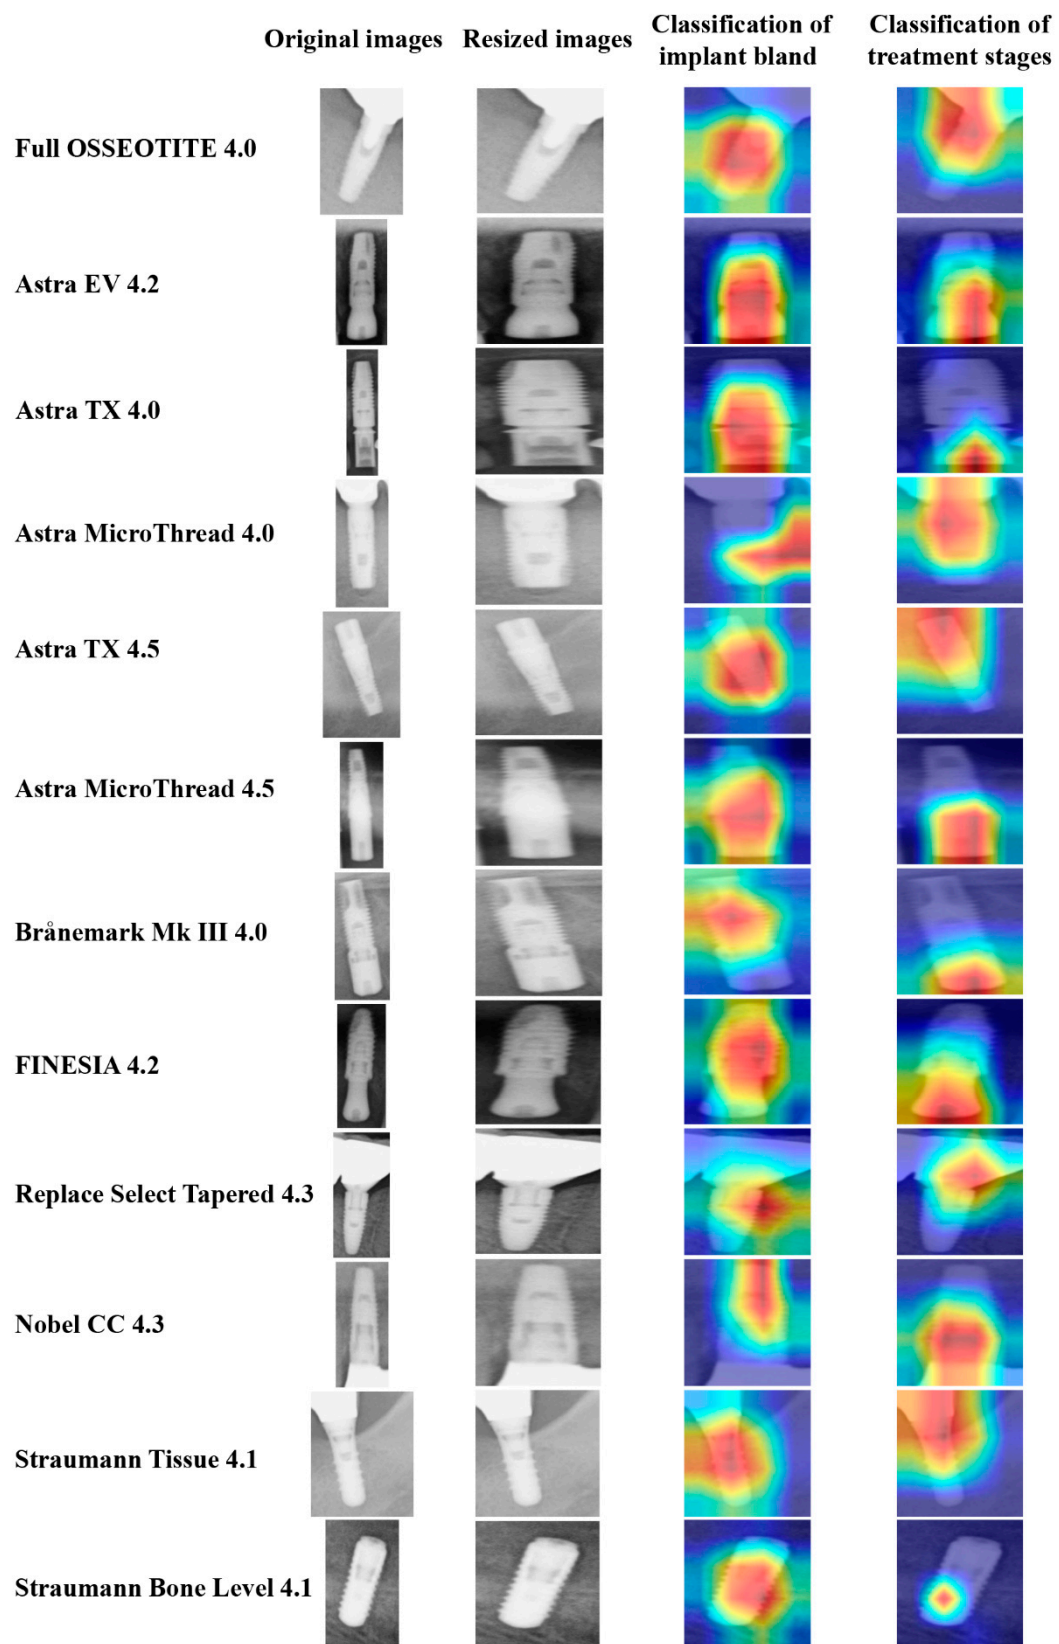 Original images Resized images Classification of implant bland Classification of treatment stages
Full OSSEOTITE 4.0
Astra EV 4.2
Astra TX 4.0
Astra MicroThread 4.0
Astra TX 4.5
Astra MicroThread 4.5
Brånemark Mk III 4.0
FINESIA 4.2
Replace Select Tapered 4.3
Nobel CC 4.3
Straumann Tissue 4.1
Straumann Bone Level 4.1